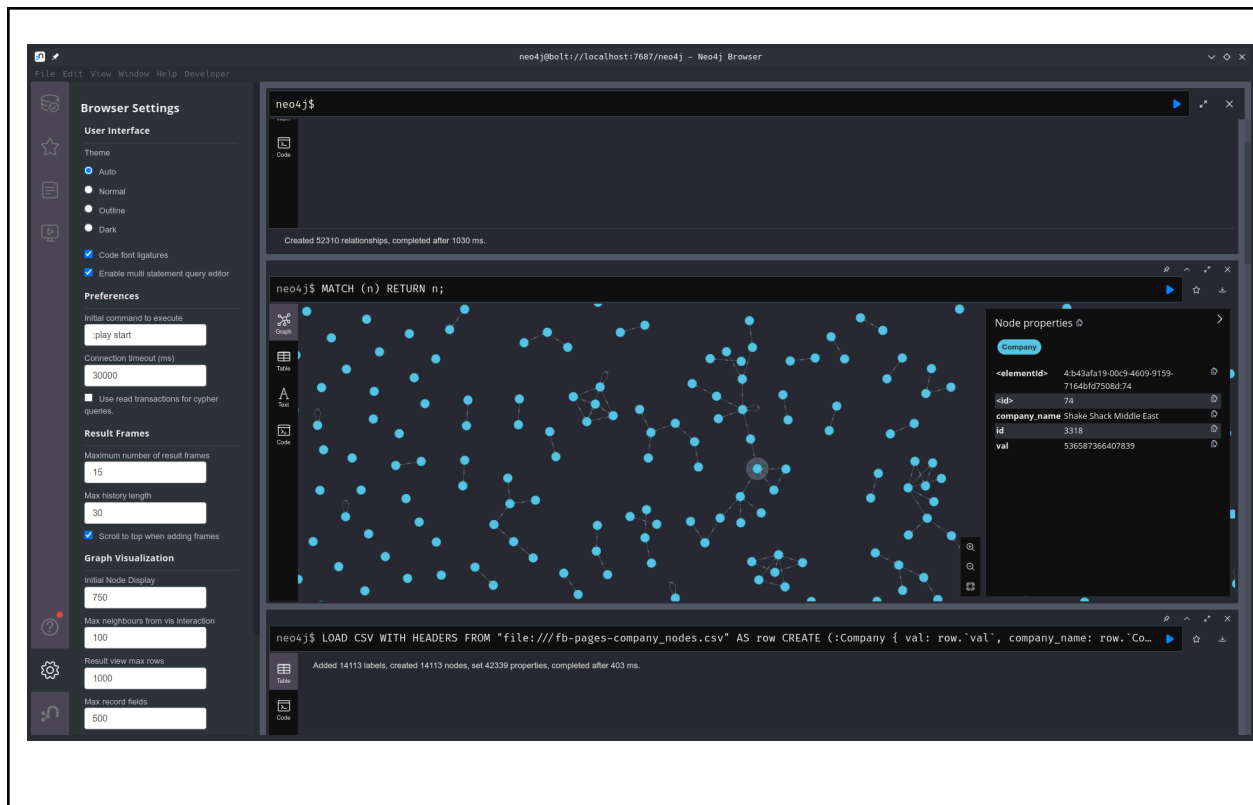 neo4j@bolt://localhost:7687/neo4j - Neo4j Browser
File Edit View Window Help Developer
Browser Settings
User Interface
Theme
Auto
Normal
Outline
Dark
Code font ligatures
Enable multi statement query editor
Preferences
Initial command to execute
:play start
Connection timeout (ms)
30000
Use read transactions for cypher
queries.
Result Frames
Maximum number of result frames
15
Max history length
30
Scroll to top when adding frames
Graph Visualization
Initial Node Display
750
Max neighbours from vis interaction
100
Result view max rows
1000
Max record fields
500
neo4j$
Code
Created 52310 relationships, completed after 1030 ms.
neo4j$ MATCH (n) RETURN n;
Graph
Table
A
Text
Code
Node properties
Company
<elementId> 4:b43afa19-00c9-4609-9159-
7164bfd7508d:74
<id> 74
company_name Shake Shack Middle East
id 3318
val 536587366407839
neo4j$ LOAD CSV WITH HEADERS FROM "file:///fb-pages-company_nodes.csv" AS row CREATE (:Company { val: row.`val`, company_name: row.`Co…
Table
Added 14113 labels, created 14113 nodes, set 42339 properties, completed after 403 ms.
Code